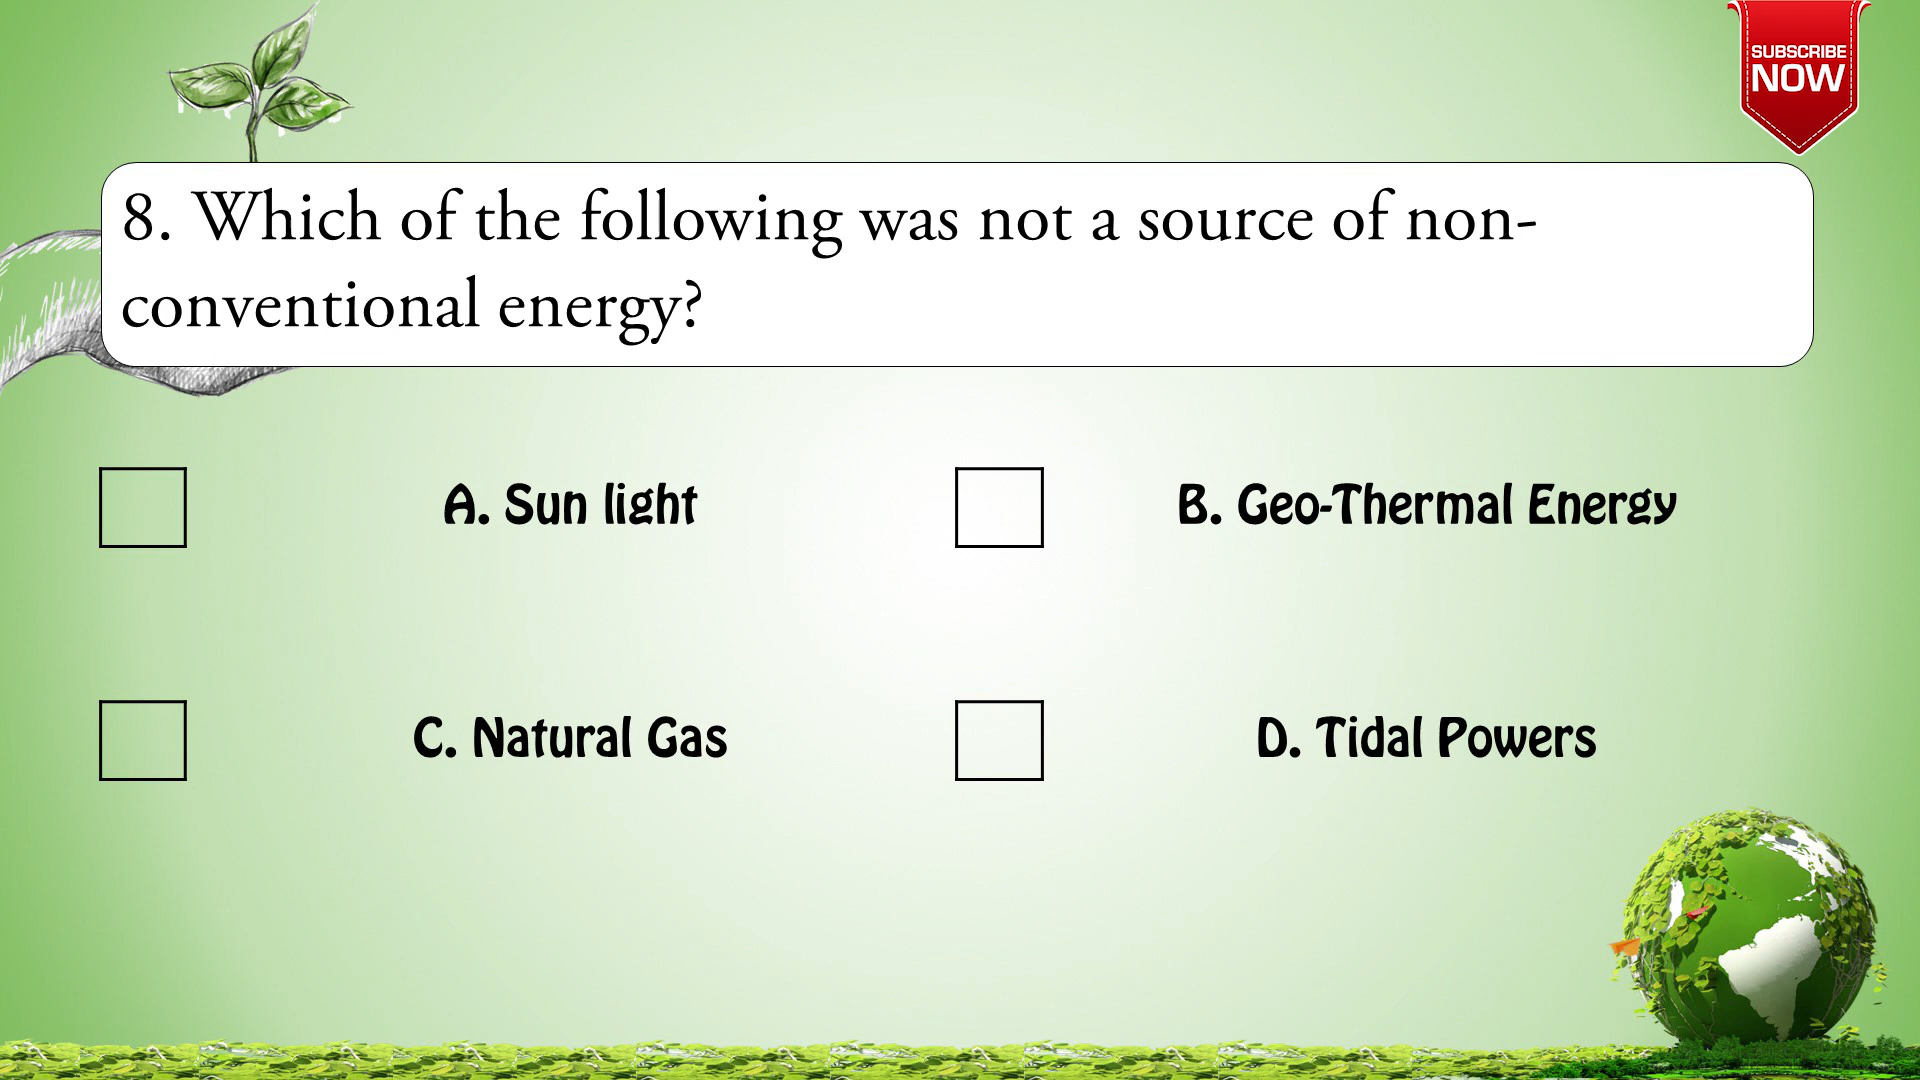 SUBSCRIBE
NOW
8. Which of the following was not a source of non-
conventional energy?
A. Sun light
B. Geo-Thermal Energy
C. Natural Gas
D. Tidal Powers